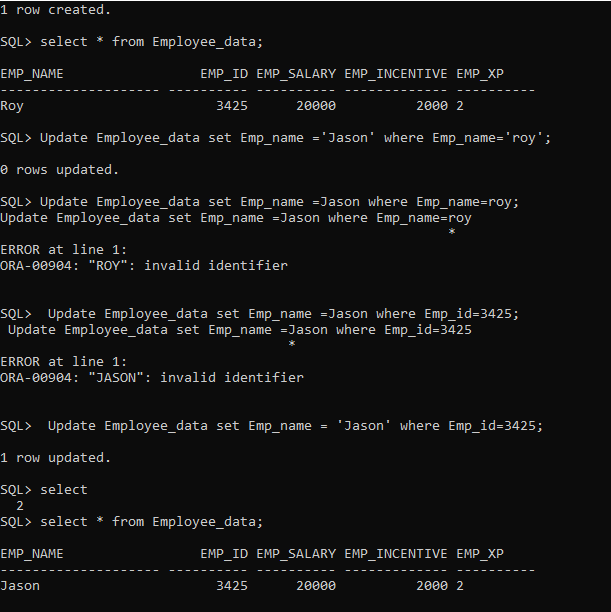 1 row created.
SQL> select * from Employee_data;
EMP_NAME                 EMP_ID EMP_SALARY EMP_INCENTIVE EMP_XP
-------------------- ---------- ---------- ------------- ----------
Roy                        3425      20000          2000 2
SQL> Update Employee_data set Emp_name ='Jason' where Emp_name='roy';
0 rows updated.
SQL> Update Employee_data set Emp_name =Jason where Emp_name=roy;
Update Employee_data set Emp_name =Jason where Emp_name=roy
                                                        *
ERROR at line 1:
ORA-00904: "ROY": invalid identifier
SQL>  Update Employee_data set Emp_name =Jason where Emp_id=3425;
 Update Employee_data set Emp_name =Jason where Emp_id=3425
                                    *
ERROR at line 1:
ORA-00904: "JASON": invalid identifier
SQL>  Update Employee_data set Emp_name = 'Jason' where Emp_id=3425;
1 row updated.
SQL> select
  2
SQL> select * from Employee_data;
EMP_NAME                 EMP_ID EMP_SALARY EMP_INCENTIVE EMP_XP
-------------------- ---------- ---------- ------------- ----------
Jason                      3425      20000          2000 2